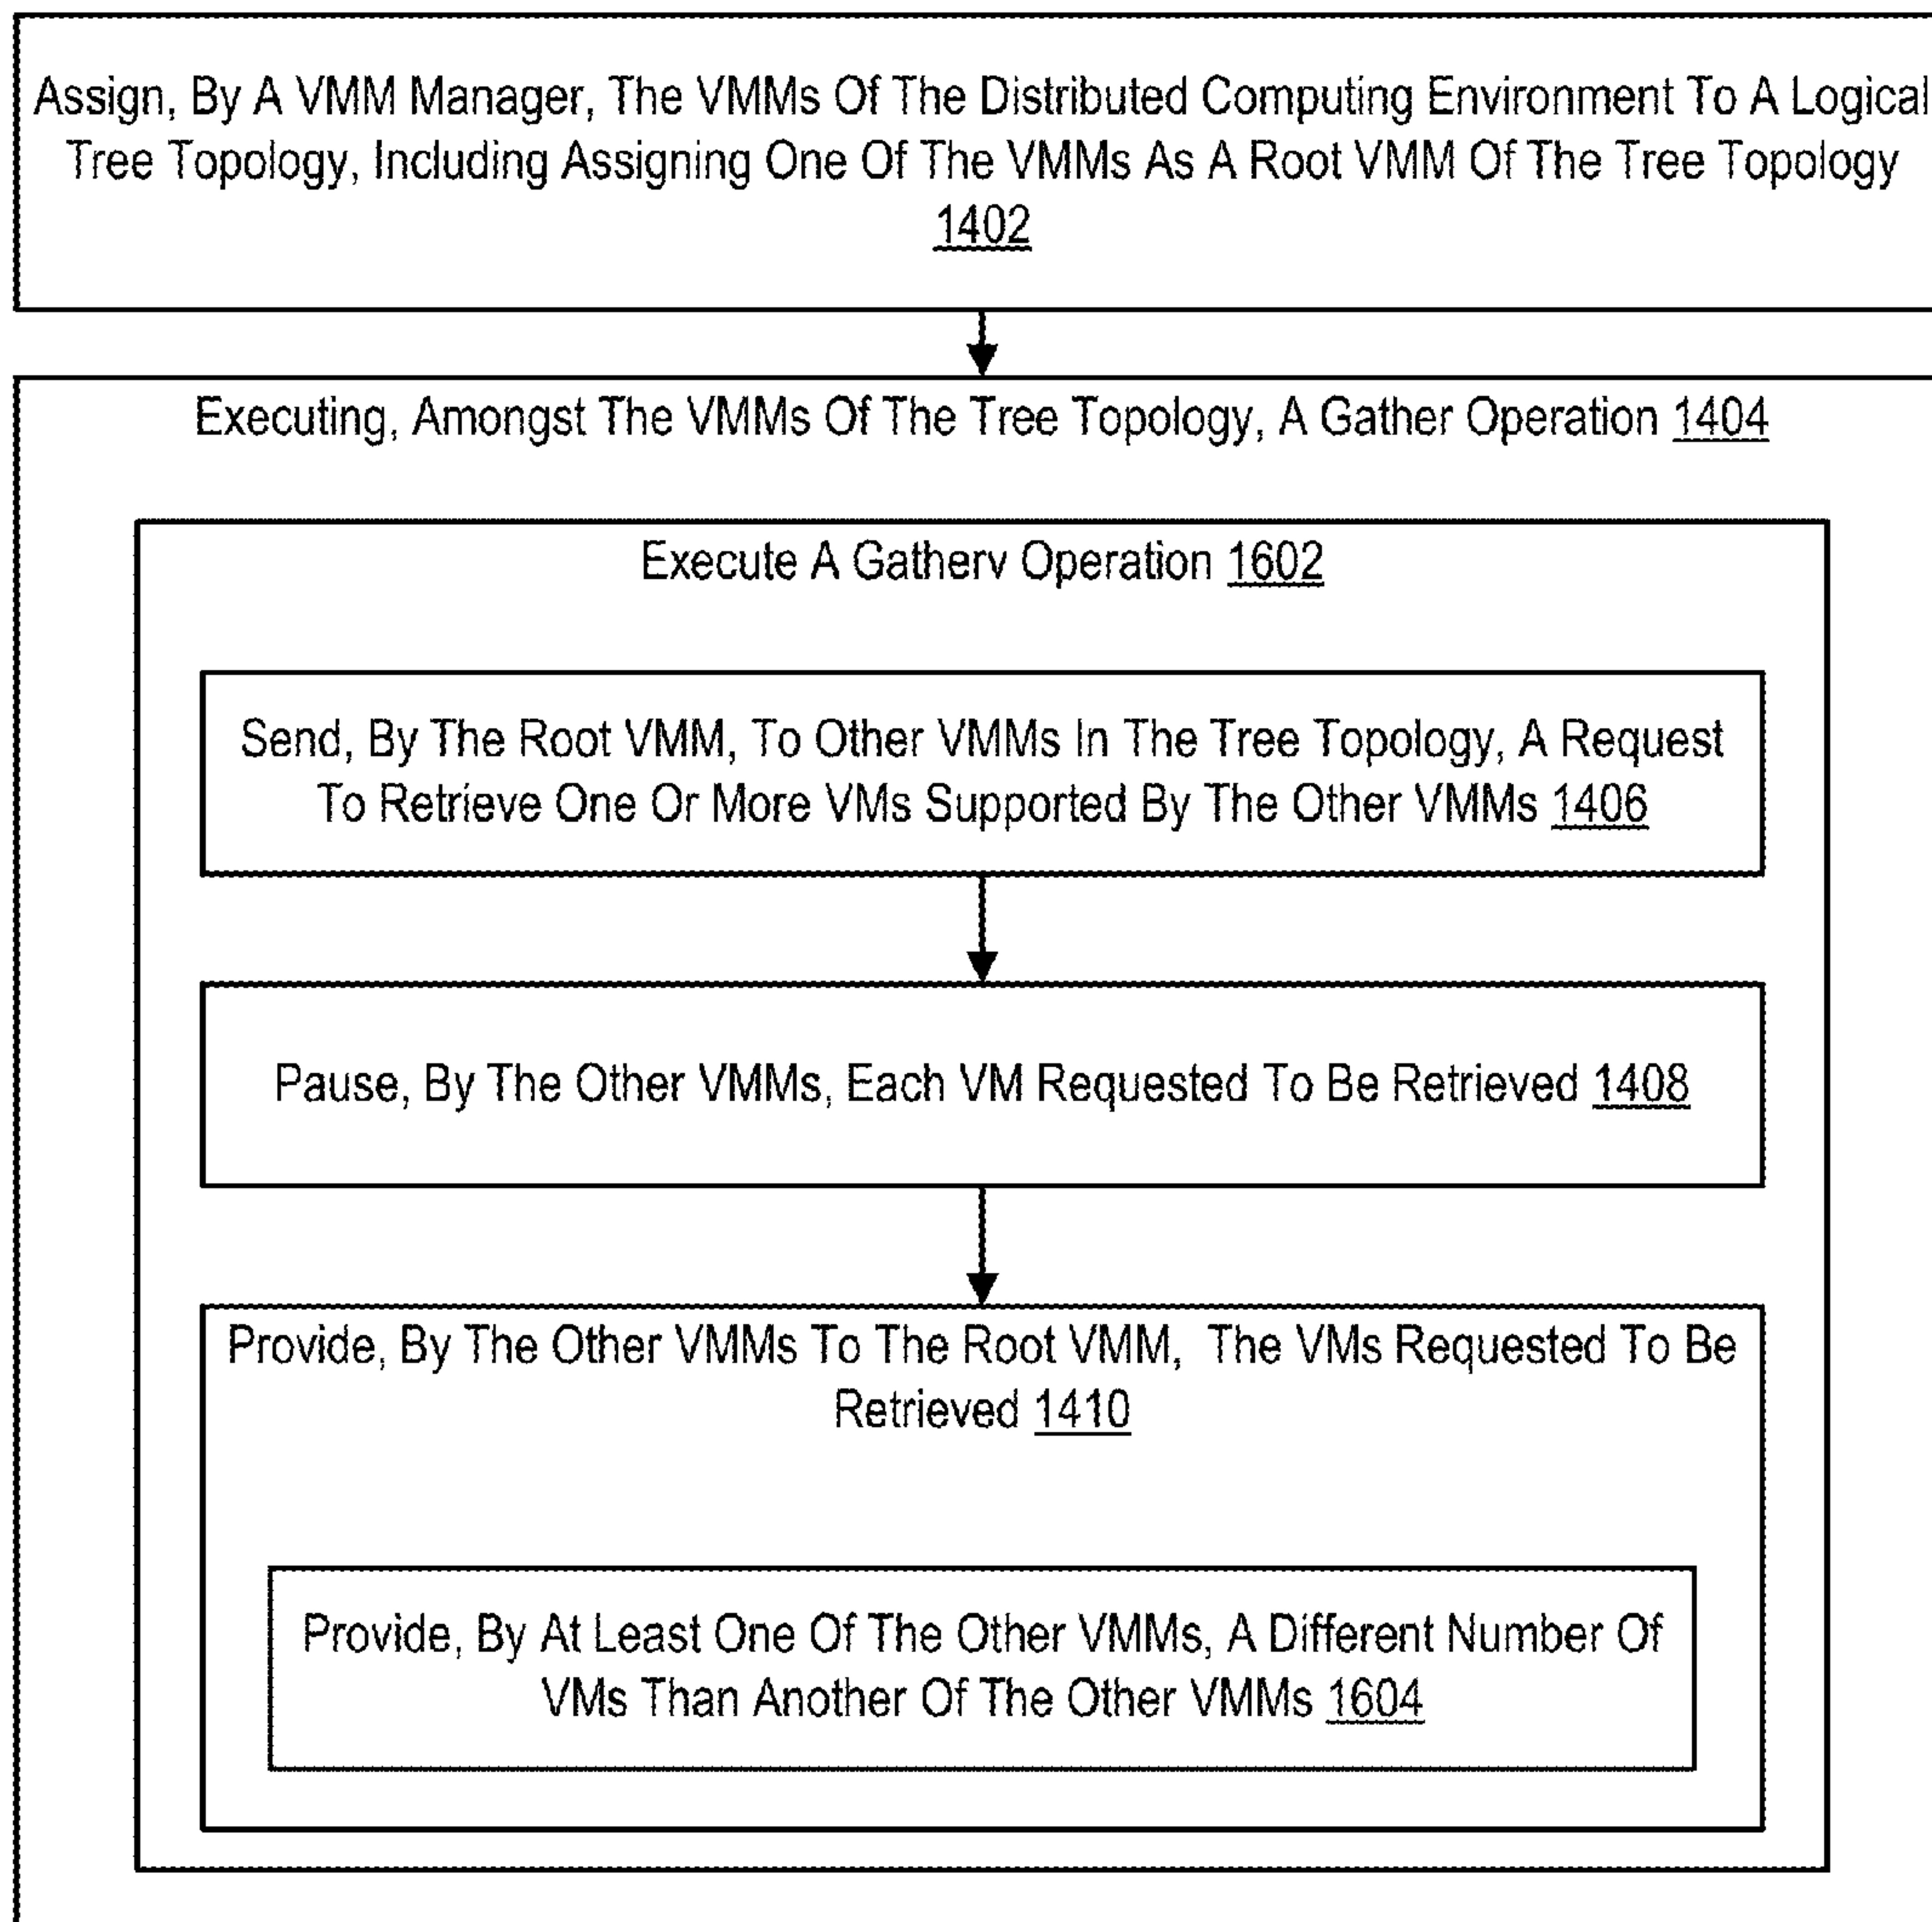 Assign, By A VMM Manager, The VMMs Of The Distributed Computing Environment To A Logical
Tree Topology, Including Assigning One Of The VMMs As A Root VMM Of The Tree Topology
1402
Executing, Amongst The VMMs Of The Tree Topology, A Gather Operation 1404
Execute A Gatherv Operation 1602
Send, By The Root VMM, To Other VMMs In The Tree Topology, A Request
To Retrieve One Or More VMs Supported By The Other VMMs 1406
Pause, By The Other VMMs, Each VM Requested To Be Retrieved 1408
Provide, By The Other VMMs To The Root VMM, The VMs Requested To Be
Retrieved 1410
Provide, By At Least One Of The Other VMMs, A Different Number Of
VMs Than Another Of The Other VMMs 1604